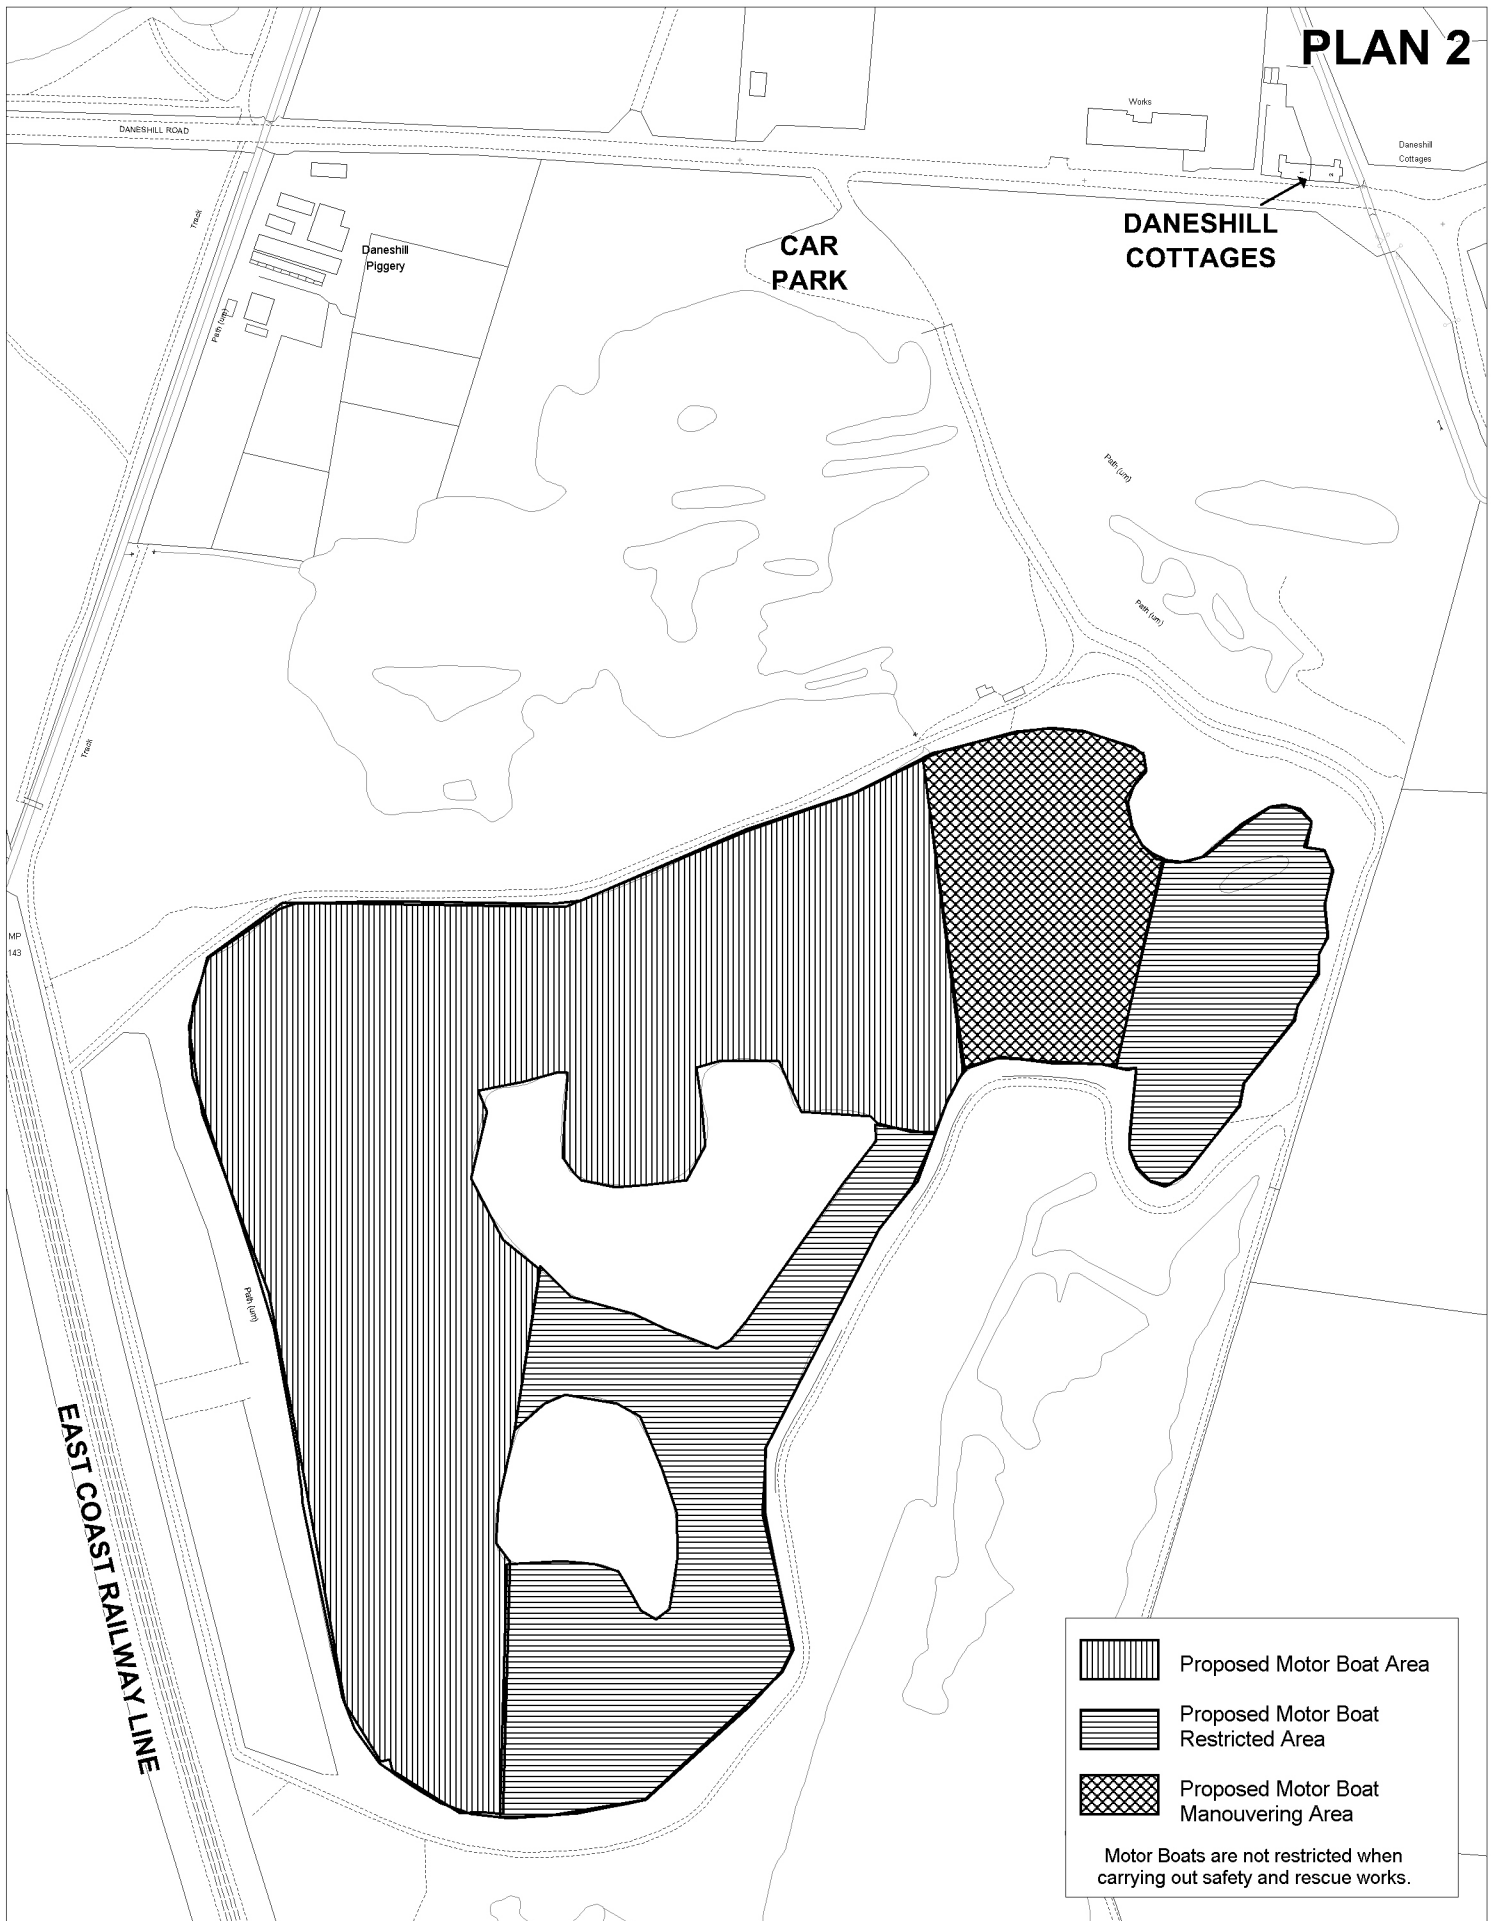 PLAN 2
Works
DANESHILL ROAD
Daneshill
Cottages
1
3
Track
DANESHILL
COTTAGES
CAR
PARK
Daneshill
Piggery
Path (um)
Path (um)
Path (um)
Track
MP
143
Path (um)
EAST COAST RAILWAY LINE
Proposed Motor Boat Area
Proposed Motor Boat
Restricted Area
Proposed Motor Boat
Manouvering Area
Motor Boats are not restricted when
carrying out safety and rescue works.